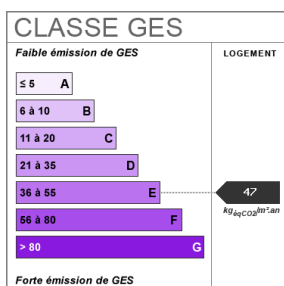 CLASSE GES
Faible émission de GES
LOGEMENT
≤ 5 A
6 à 10 B
11 à 20 C
21 à 35 D
36 à 55 E
47
kgéqCO2/m².an
56 à 80 F
> 80 G
Forte émission de GES